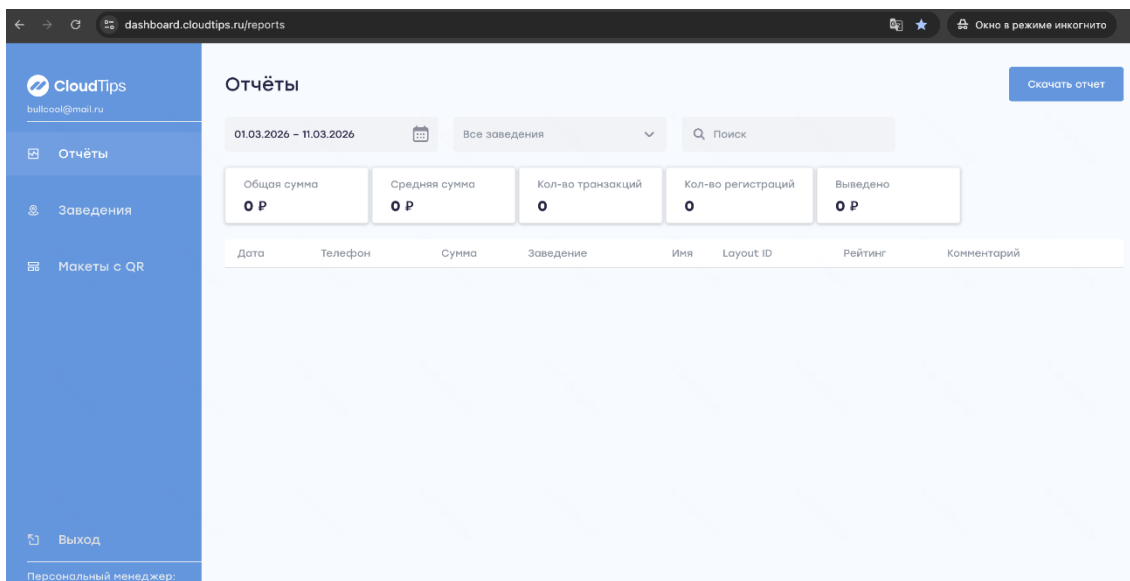 dashboard.cloudtips.ru/reports
Окно в режиме инкогнито
CloudTips
bullcool@mail.ru
Отчёты
Заведения
Макеты с QR
Выход
Персональный менеджер:
Отчёты
Скачать отчет
01.03.2026 – 11.03.2026
Все заведения
Поиск
Общая сумма
0 ₽
Средняя сумма
0 ₽
Кол-во транзакций
0
Кол-во регистраций
0
Выведено
0 ₽
Дата Телефон Сумма Заведение Имя Layout ID Рейтинг Комментарий